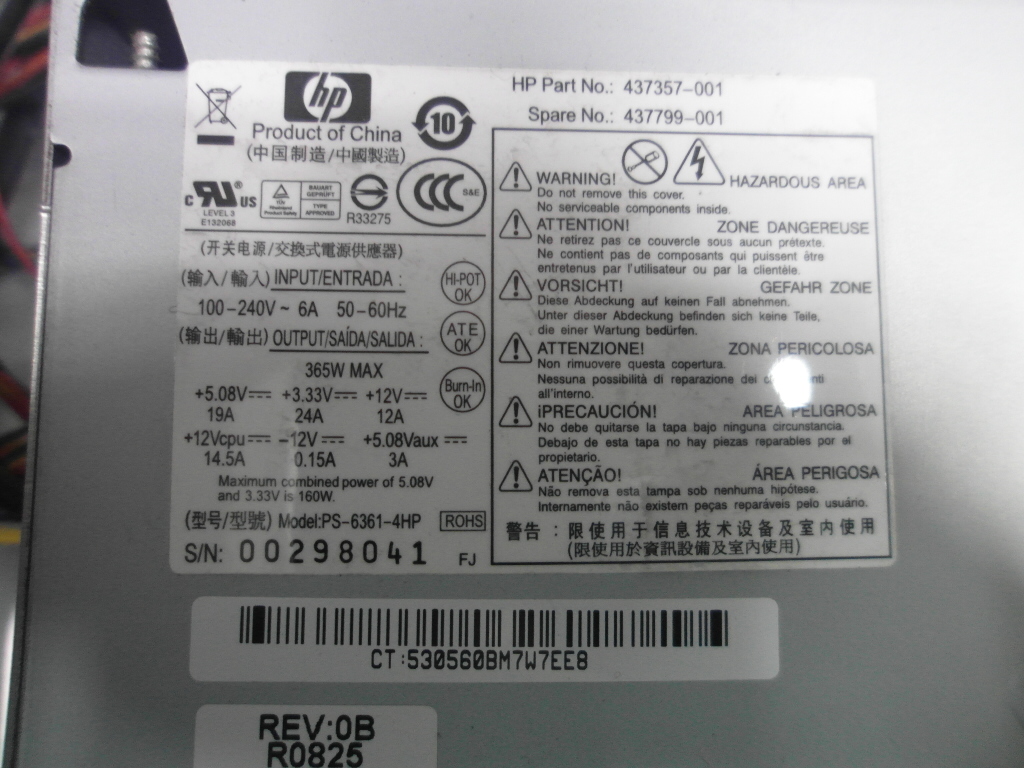 hp
Product of China
(中国制造/中國製造)
10
HP Part No.: 437357-001
Spare No.: 437799-001
c RU US
LEVEL 3
E132068
BAUART GEPRÜFT
TYPE APPROVED
R33275
CCC S&E
(开关电源/交換式電源供應器)
(输入/輸入) INPUT/ENTRADA:
100-240V~ 6A 50-60Hz
HI-POT OK
(输出/輸出) OUTPUT/SAÍDA/SALIDA:
ATE OK
365W MAX
Burn-In OK
+5.08V +3.33V +12V
19A 24A 12A
+12Vcpu -12V +5.08Vaux
14.5A 0.15A 3A
Maximum combined power of 5.08V
and 3.33V is 160W.
(型号/型號) Model:PS-6361-4HP ROHS
S/N: 00298041 FJ
WARNING! HAZARDOUS AREA
Do not remove this cover.
No serviceable components inside.
ATTENTION! ZONE DANGEREUSE
Ne retirez pas ce couvercle sous aucun prétexte.
Ne contient pas de composants qui puissent être
entretenus par l'utilisateur ou par la clientèle.
VORSICHT! GEFAHR ZONE
Diese Abdeckung auf keinen Fall abnehmen.
Unter dieser Abdeckung befinden sich keine Teile,
die einer Wartung bedürfen.
ATTENZIONE! ZONA PERICOLOSA
Non rimuovere questa copertura.
Nessuna possibilità di riparazione dei
all'interno.
¡PRECAUCIÓN! AREA PELIGROSA
No debe quitarse la tapa bajo ninguna circunstancia.
Debajo de esta tapa no hay piezas reparables por el
propietario.
ATENÇÃO! ÁREA PERIGOSA
Não remova esta tampa sob nenhuma hipótese.
Internamente não existem peças reparáveis pelo usuário.
警告：限使用于信息技术设备及室内使用
(限使用於資訊設備及室內使用)
CT:530560BM7W7EE8
REV:0B
R0825